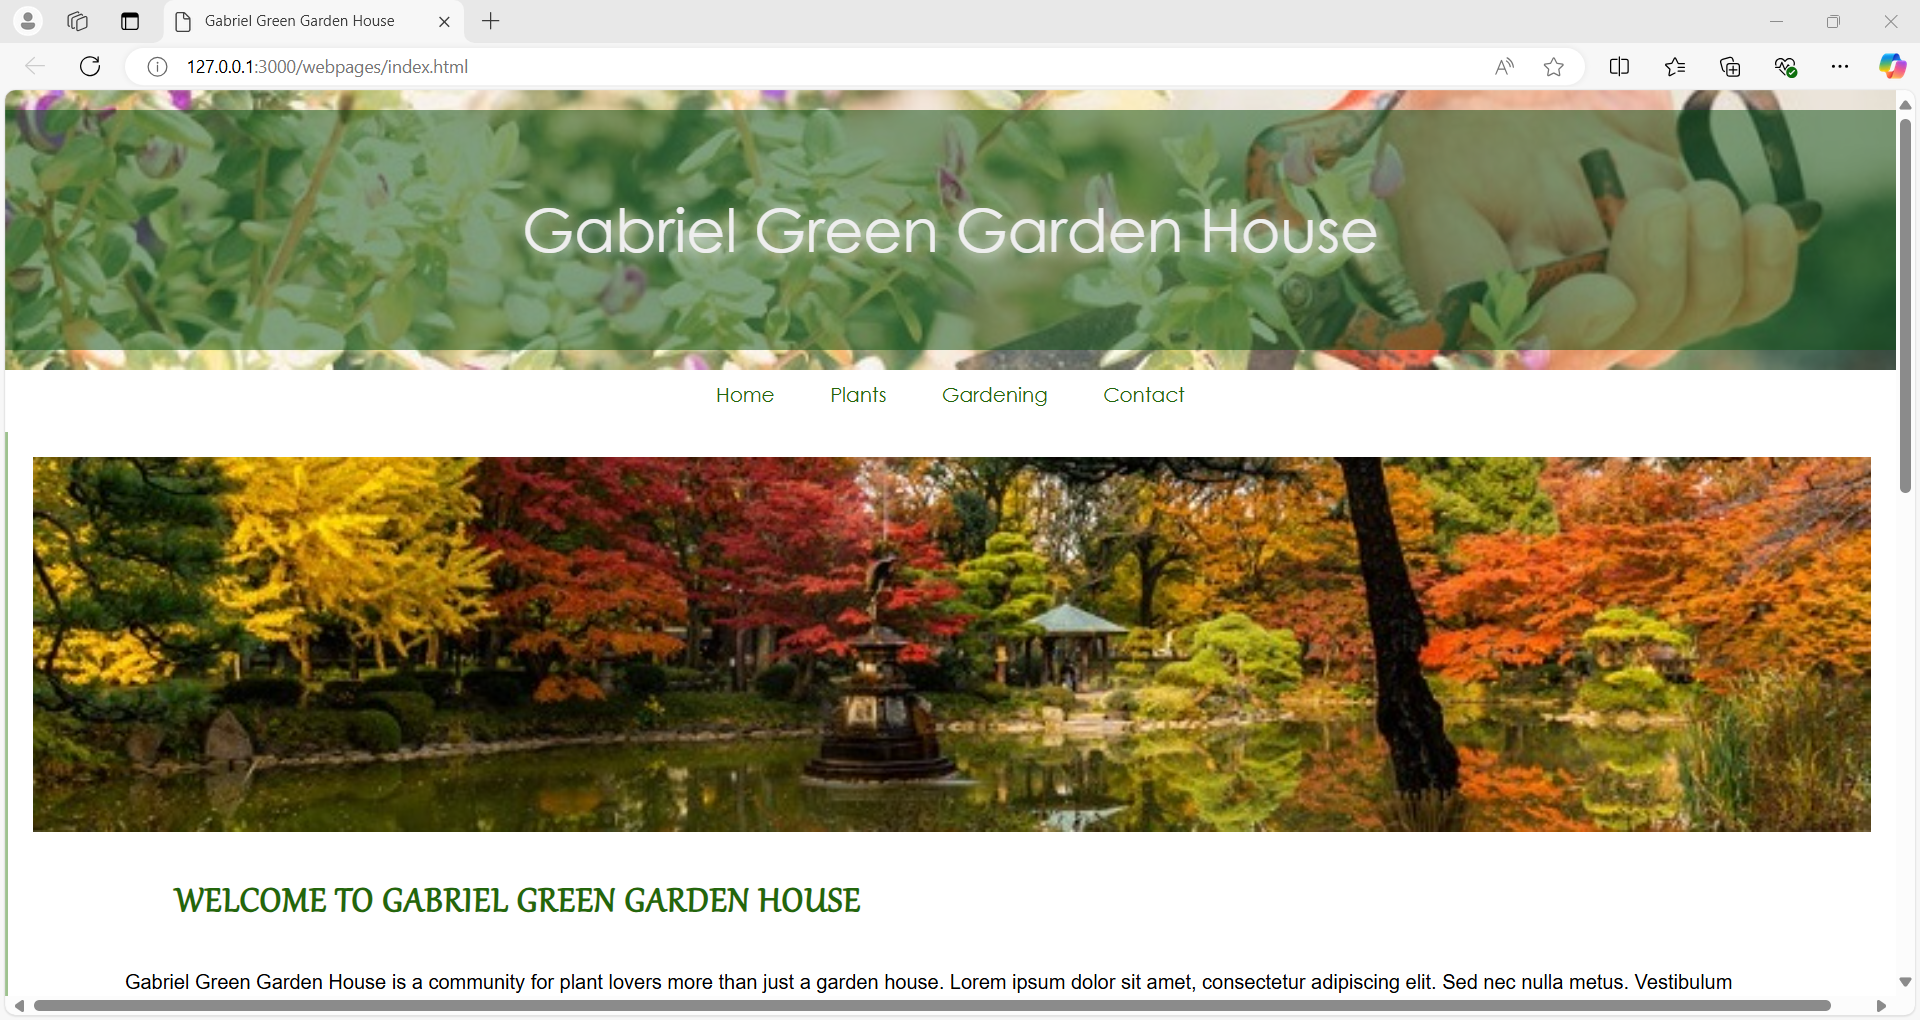 Gabriel Green Garden House
127.0.0.1:3000/webpages/index.html
Gabriel Green Garden House
Home Plants Gardening Contact
WELCOME TO GABRIEL GREEN GARDEN HOUSE
Gabriel Green Garden House is a community for plant lovers more than just a garden house. Lorem ipsum dolor sit amet, consectetur adipiscing elit. Sed nec nulla metus. Vestibulum